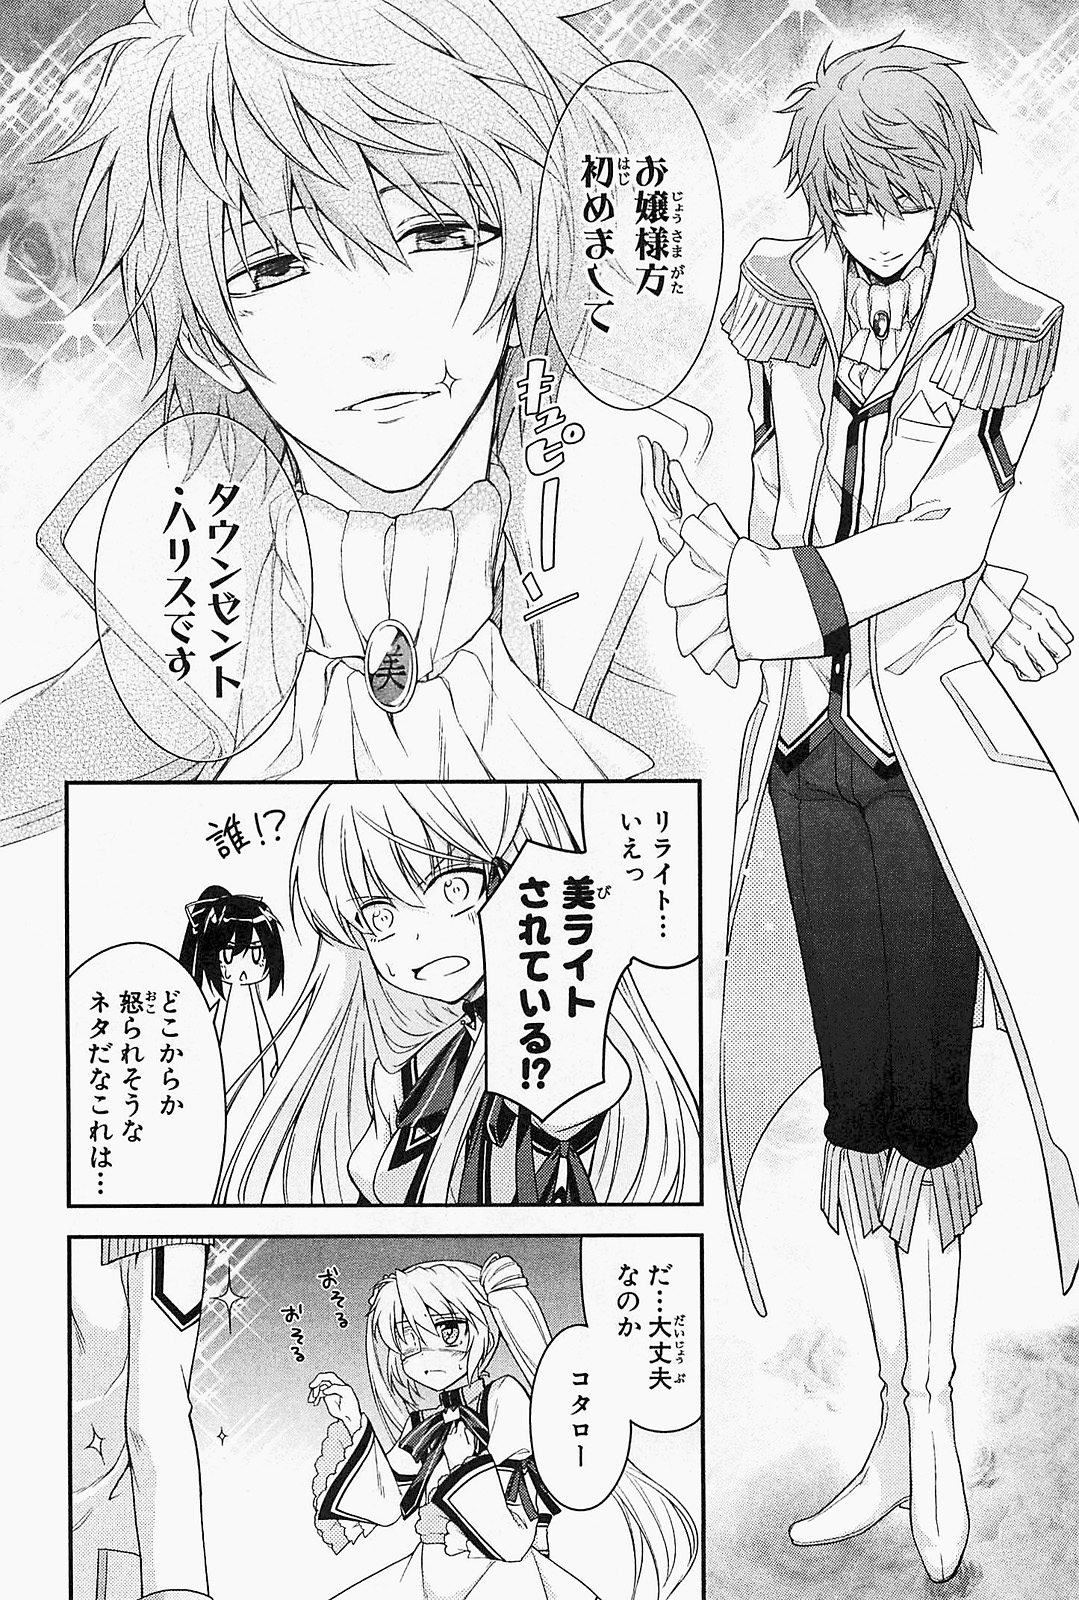 お嬢様方
初めまして
キュピーン
タウンゼント
・ハリスです
美
リライト…
いえっ
美ライト
されている!?
誰!?
どこからか
怒られそうな
ネタだなこれは…
だ…大丈夫
なのか
コタロー
おそる
おそる